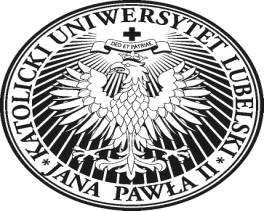 KATOLICKI UNIWERSYTET LUBELSKI
DEO ET PATRIAE
* JANA PAWŁA II *